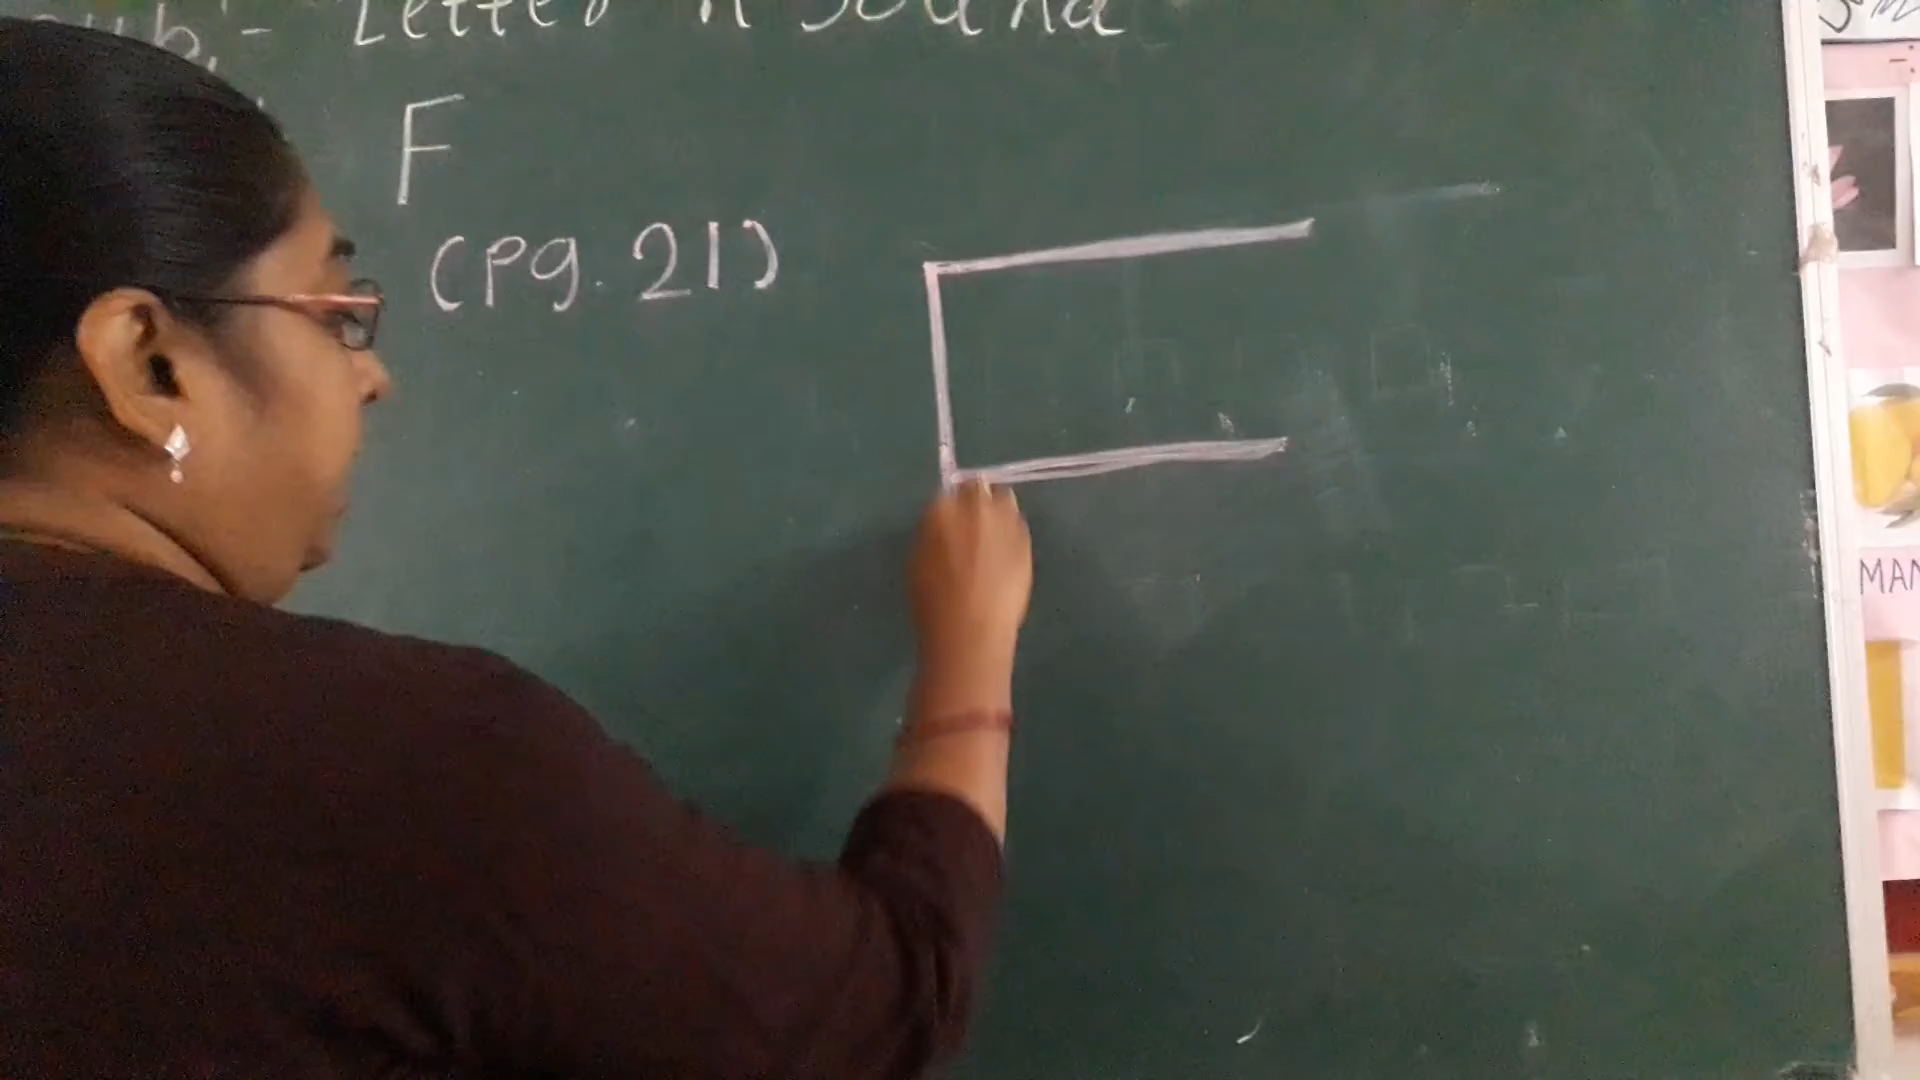 Sub:- Letter n Sound
F
(Pg. 21)
MAN